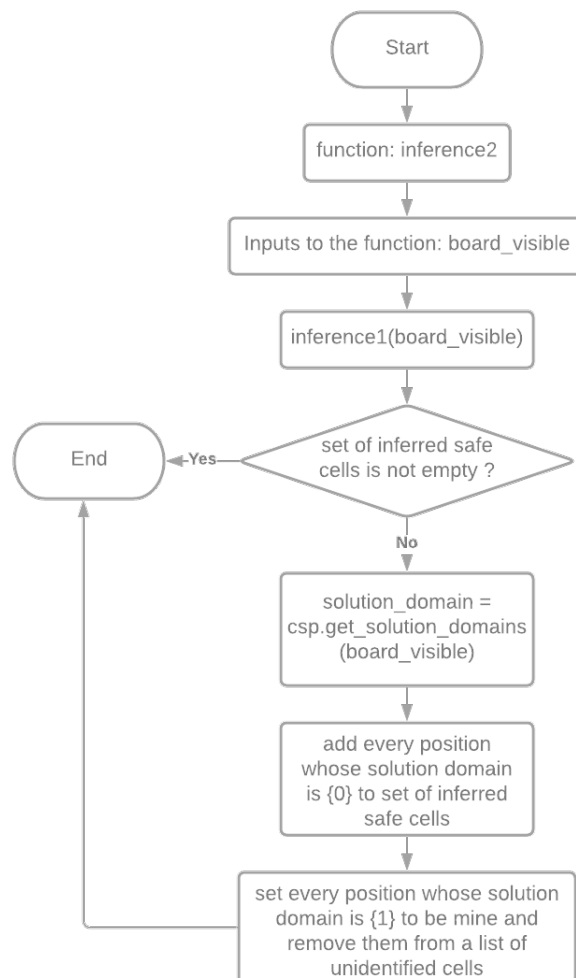 Start
function: inference2
Inputs to the function: board_visible
inference1(board_visible)
set of inferred safe
cells is not empty ?
Yes
End
No
solution_domain =
csp.get_solution_domains
(board_visible)
add every position
whose solution domain
is {0} to set of inferred
safe cells
set every position whose solution
domain is {1} to be mine and
remove them from a list of
unidentified cells